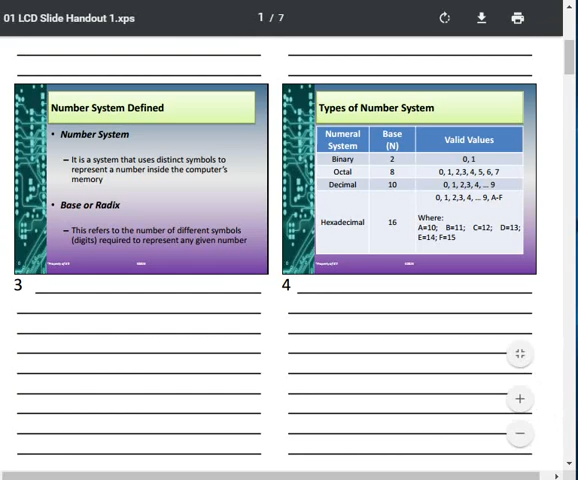 01 LCD Slide Handout 1.xps
1 / 7
Number System Defined
• Number System
– It is a system that uses distinct symbols to
represent a number inside the computer's
memory
• Base or Radix
– This refers to the number of different symbols
(digits) required to represent any given number
3
Types of Number System
Numeral System Base (N) Valid Values
Binary 2 0, 1
Octal 8 0, 1, 2,3, 4, 5, 6, 7
Decimal 10 0, 1, 2,3, 4, ... 9
Hexadecimal 16 0, 1, 2,3, 4, ... 9, A-F
Where:
A=10; B=11; C=12; D=13;
E=14; F=15
4